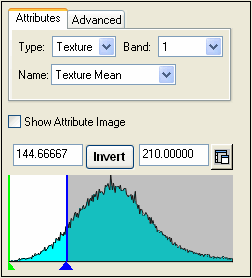 Attributes Advanced
Type: Texture Band: 1
Name: Texture Mean
Show Attribute Image
144.66667 Invert 210.00000